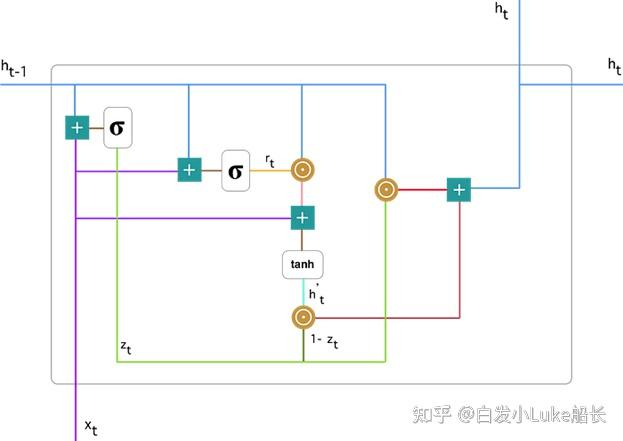 h_t
h_t-1
h_t
+
σ
+
σ
r_t
+
+
tanh
h'_t
1- z_t
z_t
x_t
知乎 @白发小Luke船长